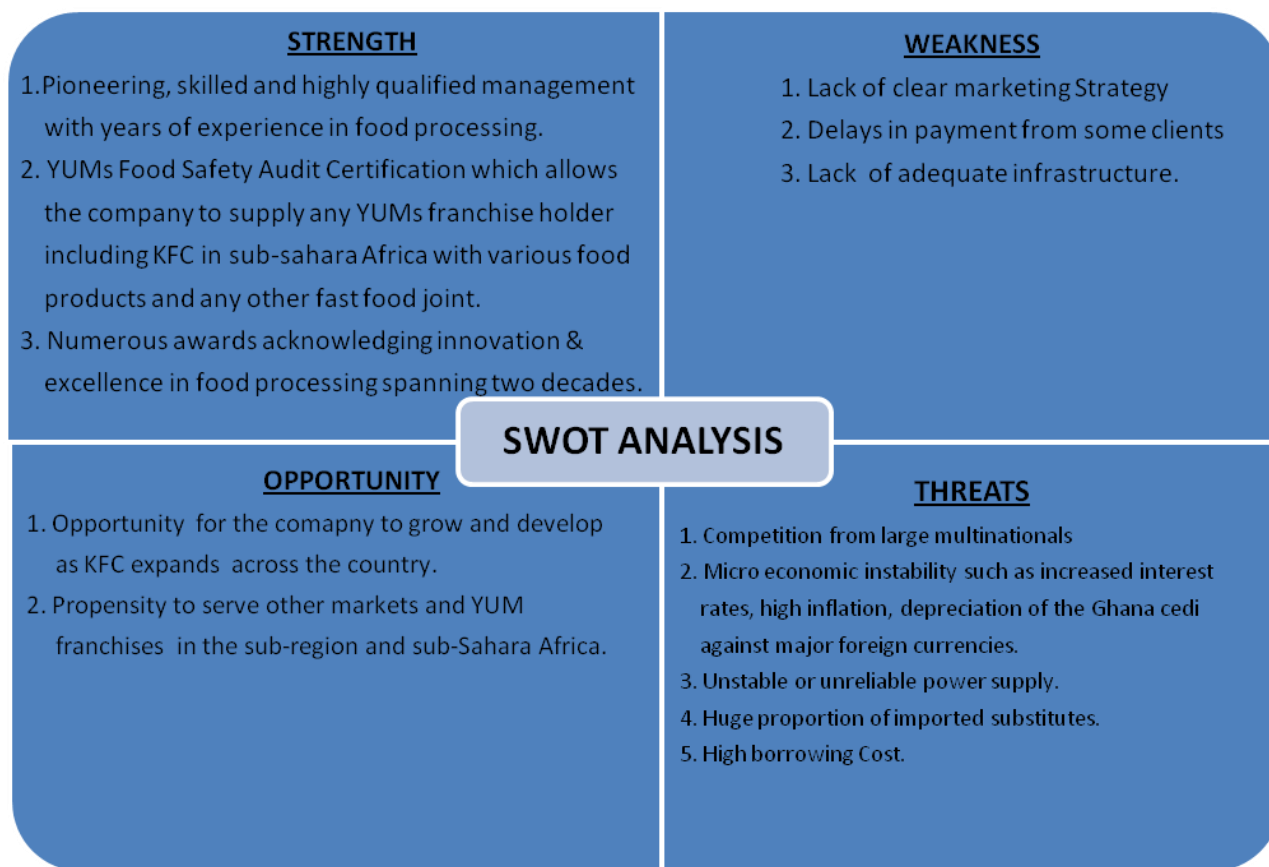 STRENGTH
1.Pioneering, skilled and highly qualified management
with years of experience in food processing.
2. YUMs Food Safety Audit Certification which allows
the company to supply any YUMs franchise holder
including KFC in sub-sahara Africa with various food
products and any other fast food joint.
3. Numerous awards acknowledging innovation &
excellence in food processing spanning two decades.
WEAKNESS
1. Lack of clear marketing Strategy
2. Delays in payment from some clients
3. Lack of adequate infrastructure.
SWOT ANALYSIS
OPPORTUNITY
1. Opportunity for the comapny to grow and develop
as KFC expands across the country.
2. Propensity to serve other markets and YUM
franchises in the sub-region and sub-Sahara Africa.
THREATS
1. Competition from large multinationals
2. Micro economic instability such as increased interest
rates, high inflation, depreciation of the Ghana cedi
against major foreign currencies.
3. Unstable or unreliable power supply.
4. Huge proportion of imported substitutes.
5. High borrowing Cost.